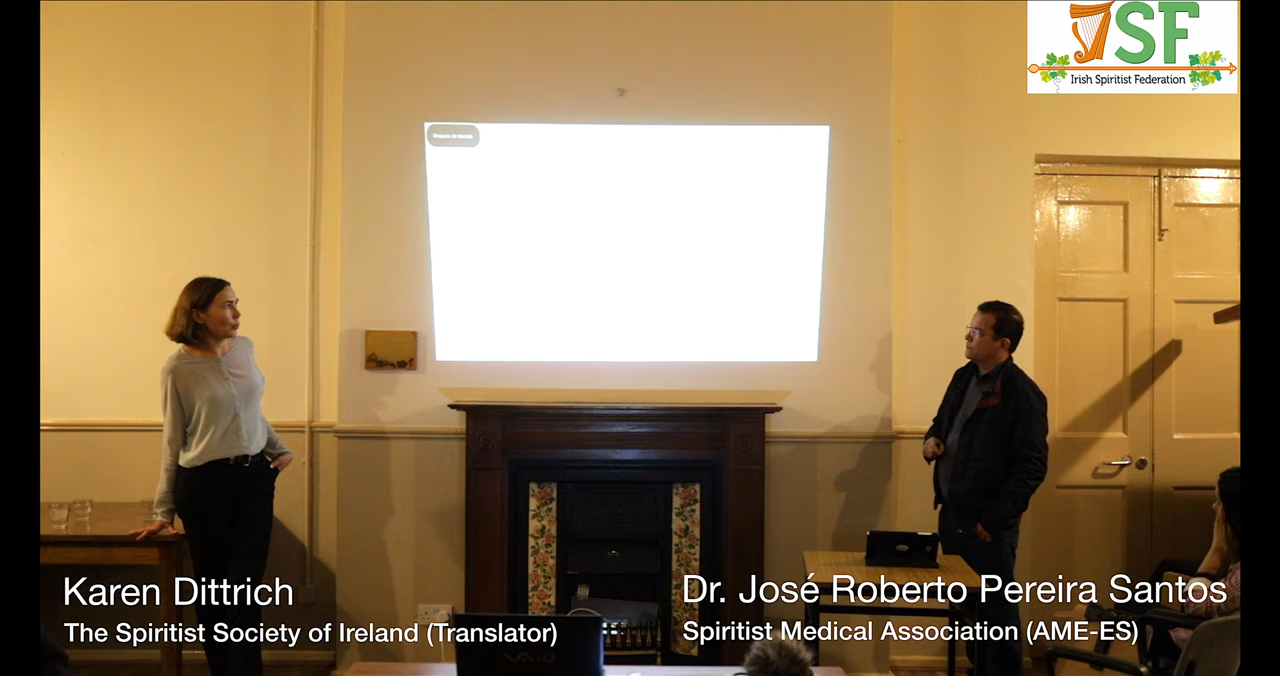 ISF
Irish Spiritist Federation
Karen Dittrich
The Spiritist Society of Ireland (Translator)
Dr. José Roberto Pereira Santos
Spiritist Medical Association (AME-ES)
VAIO